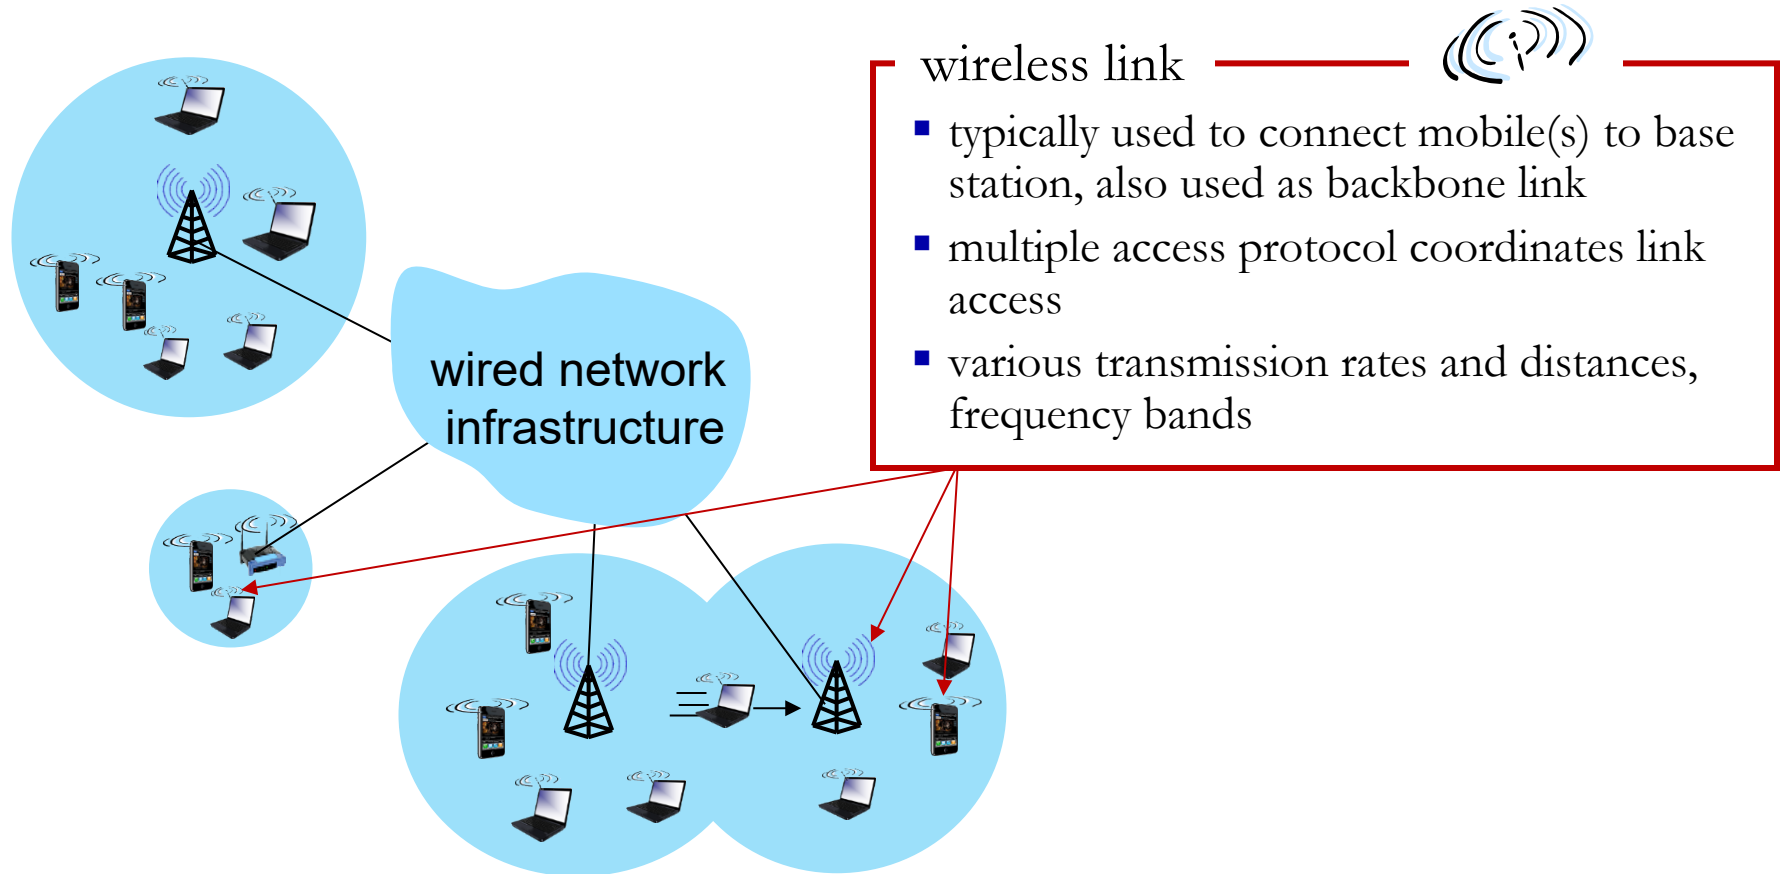 wireless link
▪ typically used to connect mobile(s) to base
station, also used as backbone link
▪ multiple access protocol coordinates link
access
▪ various transmission rates and distances,
frequency bands
wired network
infrastructure